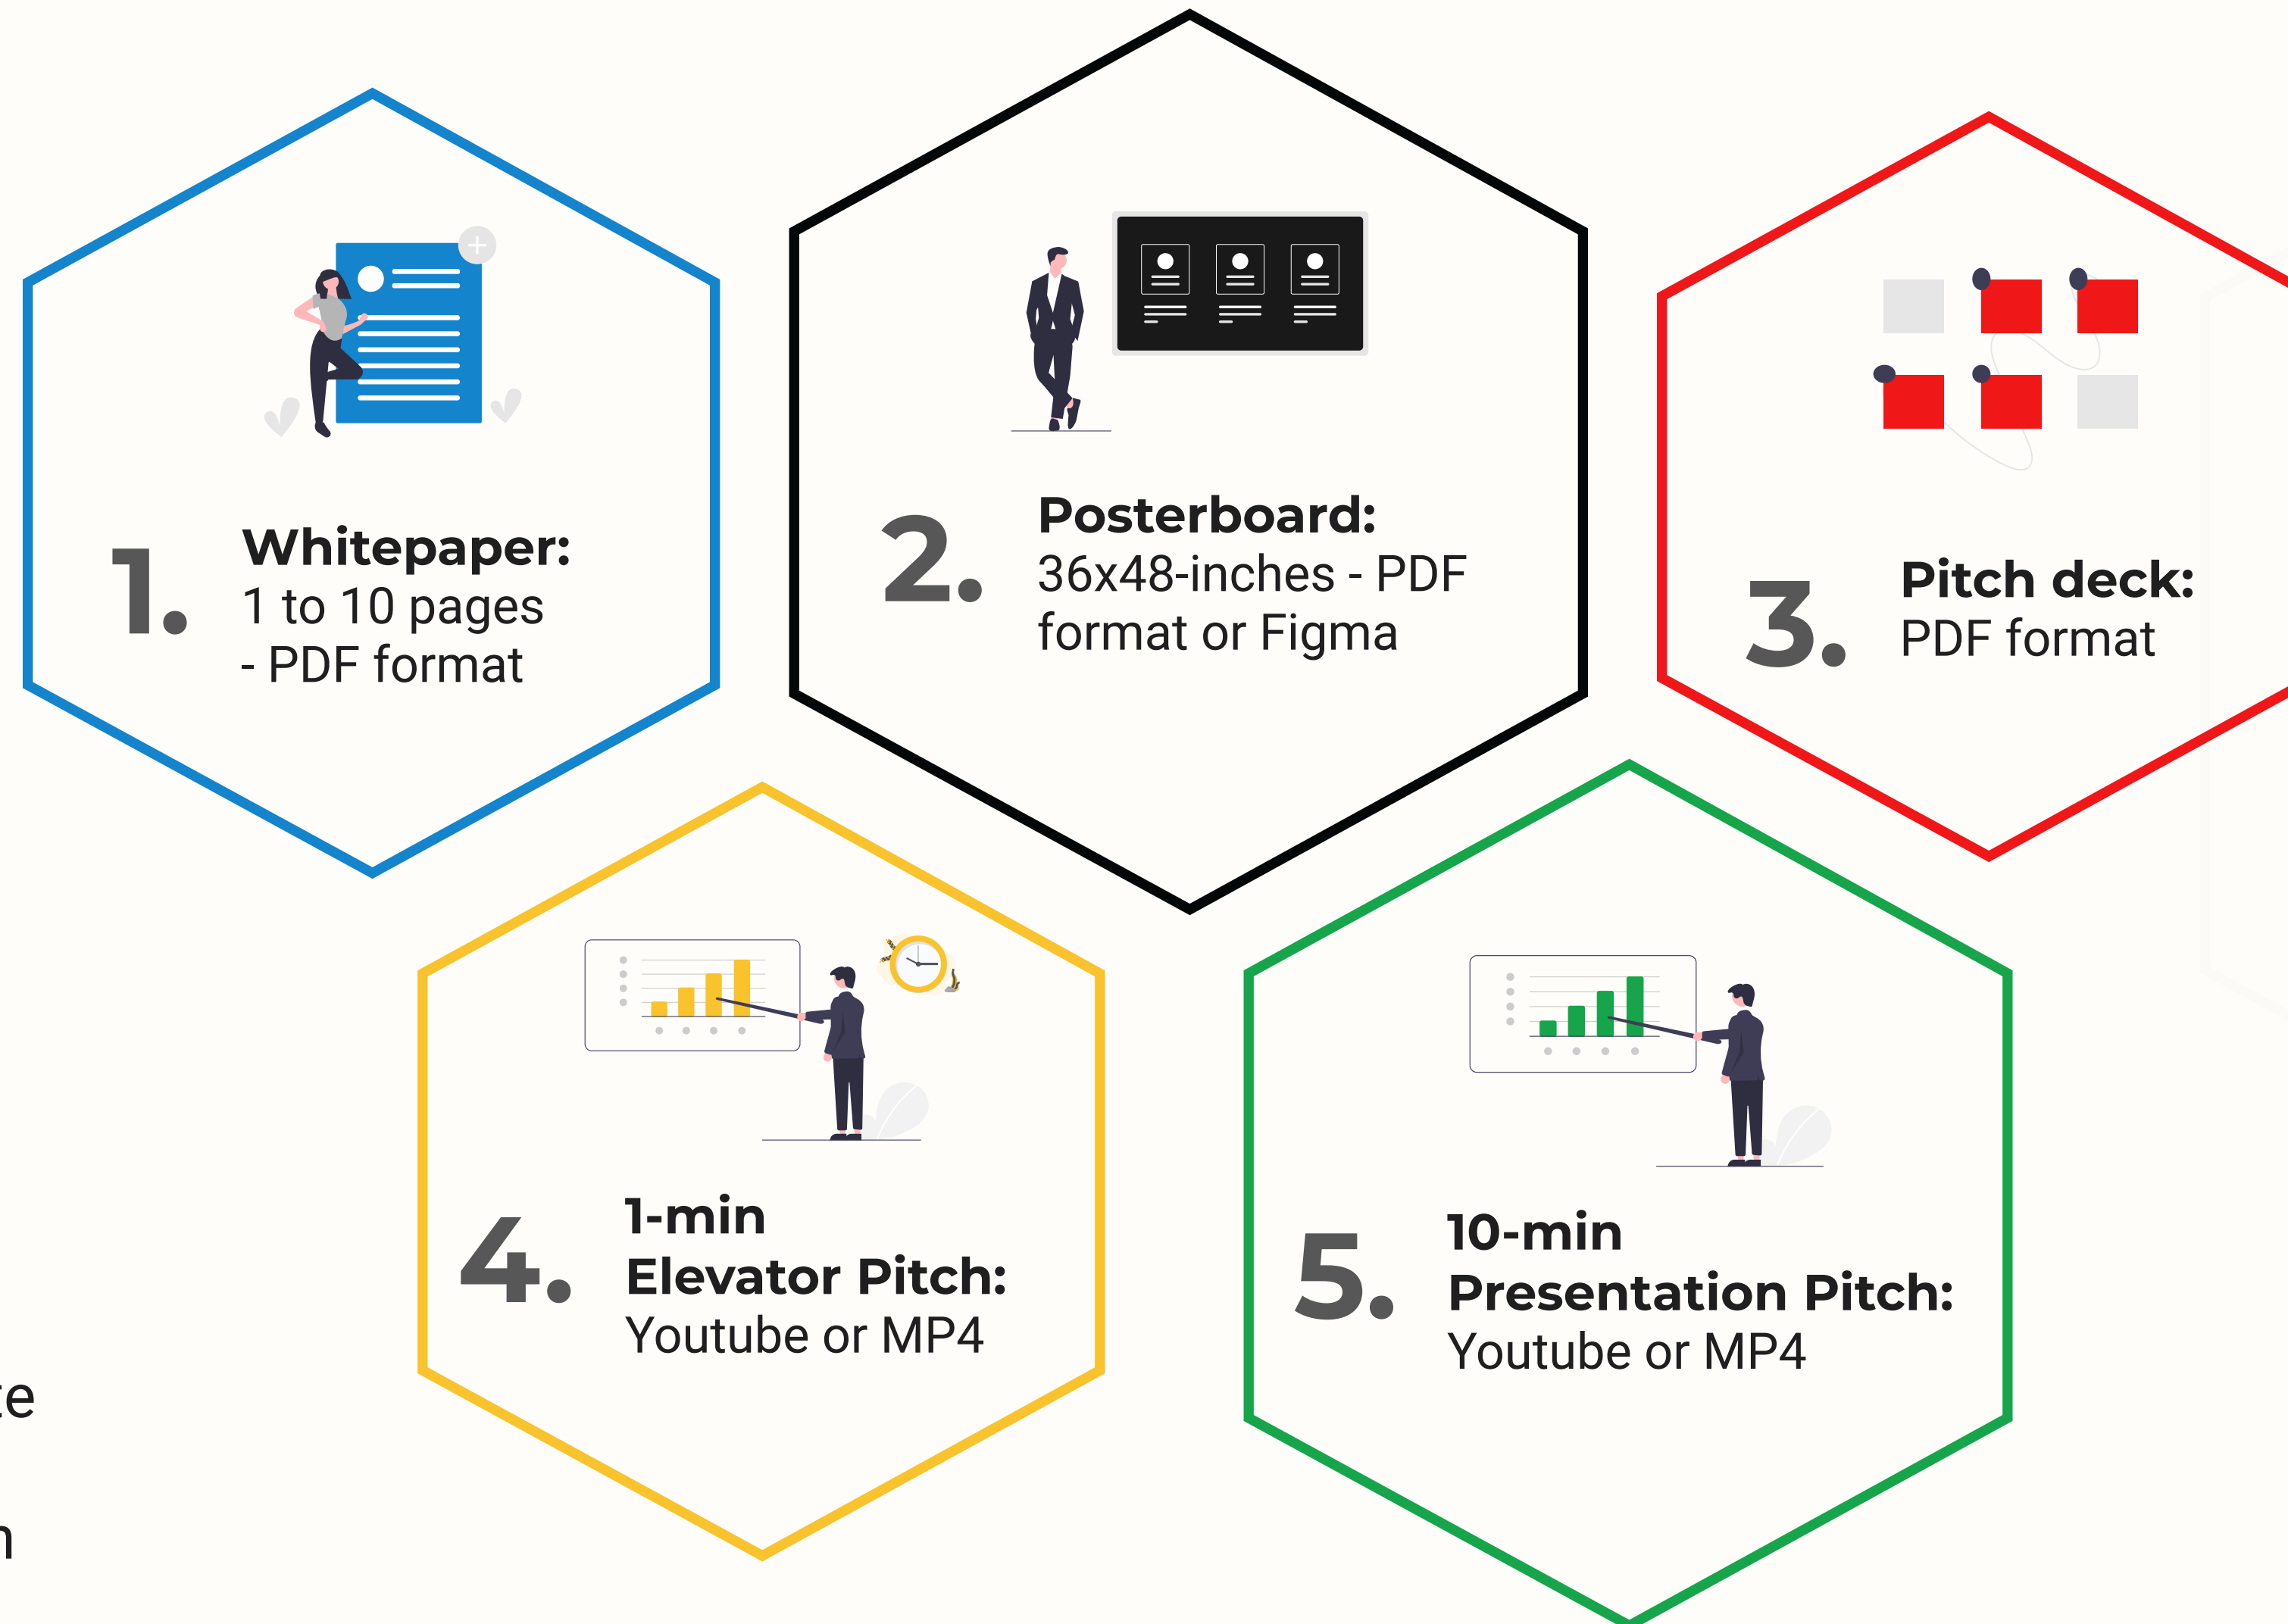 1.
Whitepaper:
1 to 10 pages
- PDF format
2.
Posterboard:
36x48-inches - PDF
format or Figma
3.
Pitch deck:
PDF format
4.
1-min
Elevator Pitch:
Youtube or MP4
5.
10-min
Presentation Pitch:
Youtube or MP4